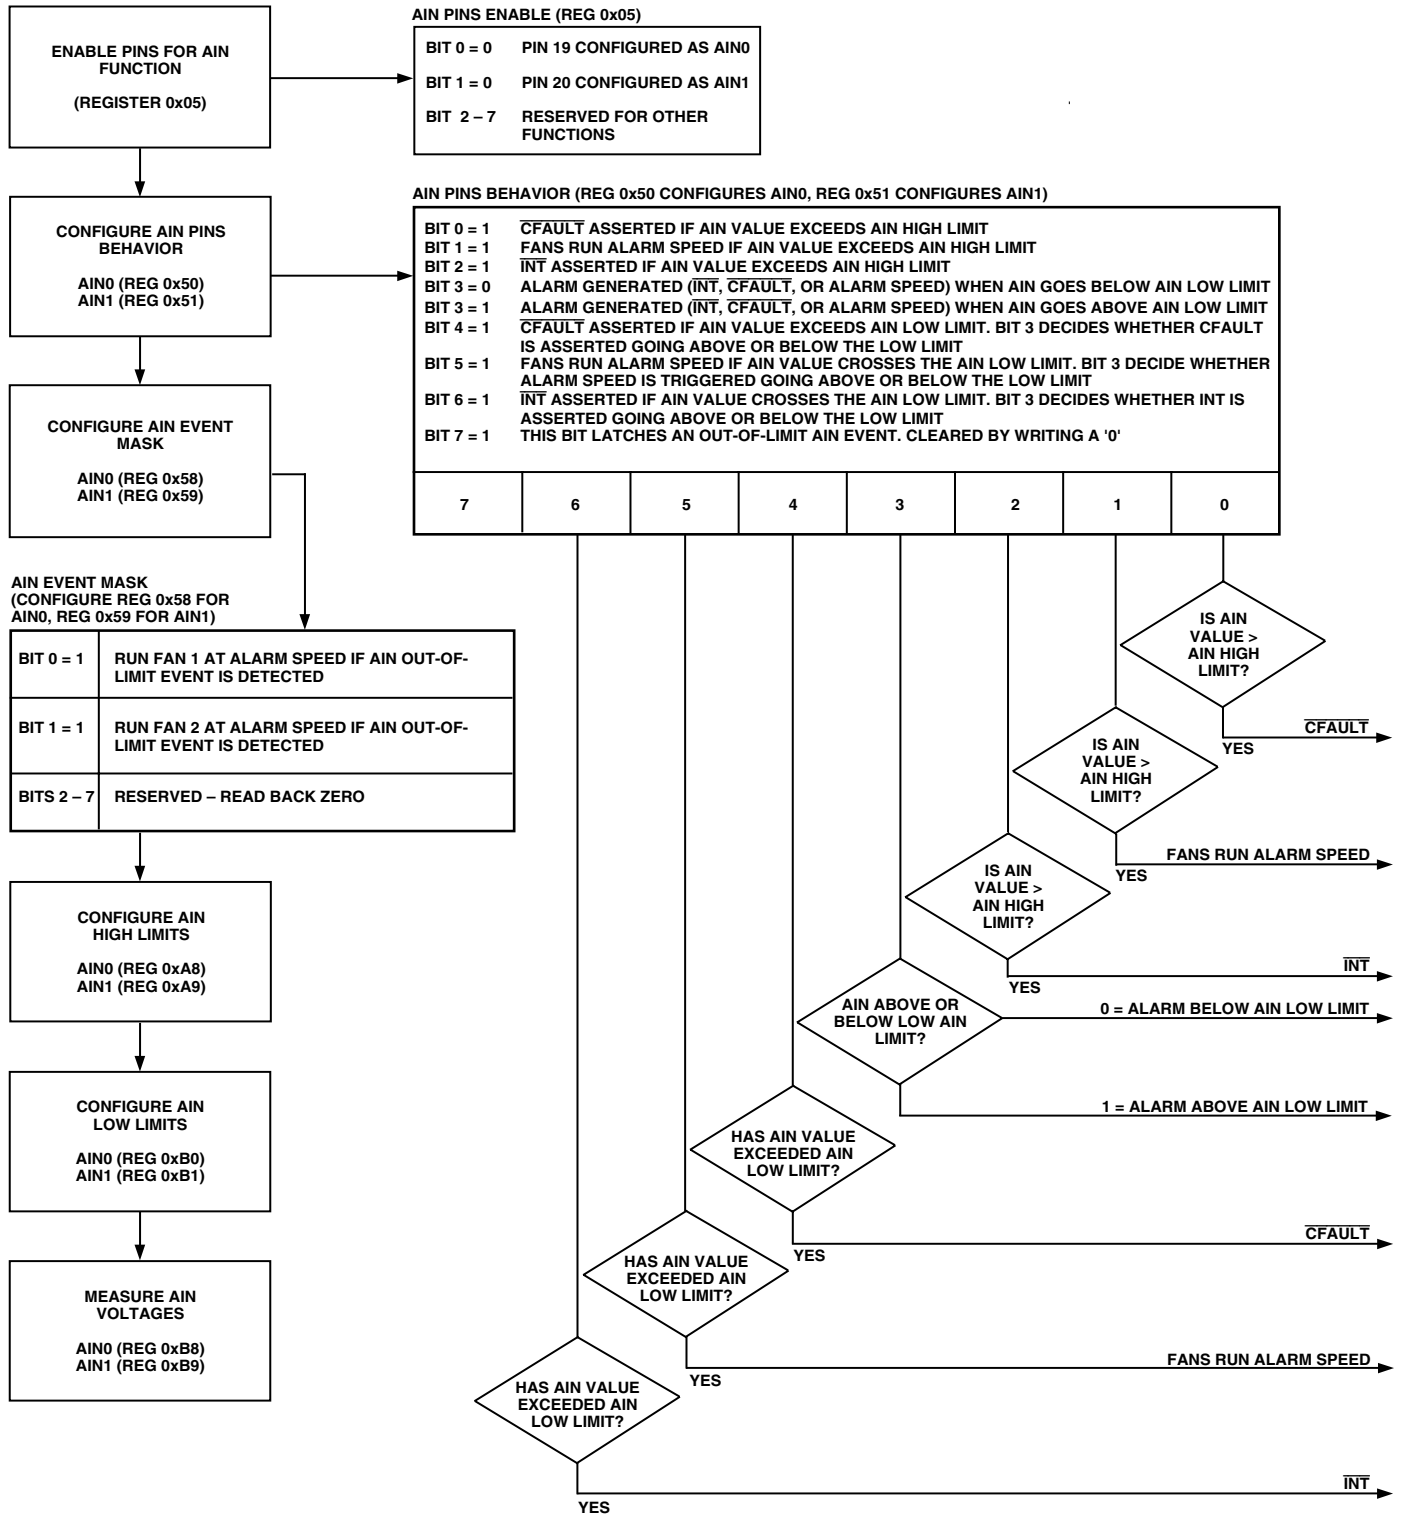 ENABLE PINS FOR AIN
FUNCTION
(REGISTER 0x05)
AIN PINS ENABLE (REG 0x05)
BIT 0 = 0 PIN 19 CONFIGURED AS AIN0
BIT 1 = 0 PIN 20 CONFIGURED AS AIN1
BIT 2 – 7 RESERVED FOR OTHER
FUNCTIONS
CONFIGURE AIN PINS
BEHAVIOR
AIN0 (REG 0x50)
AIN1 (REG 0x51)
AIN PINS BEHAVIOR (REG 0x50 CONFIGURES AIN0, REG 0x51 CONFIGURES AIN1)
BIT 0 = 1 CFAULT ASSERTED IF AIN VALUE EXCEEDS AIN HIGH LIMIT
BIT 1 = 1 FANS RUN ALARM SPEED IF AIN VALUE EXCEEDS AIN HIGH LIMIT
BIT 2 = 1 INT ASSERTED IF AIN VALUE EXCEEDS AIN HIGH LIMIT
BIT 3 = 0 ALARM GENERATED (INT, CFAULT, OR ALARM SPEED) WHEN AIN GOES BELOW AIN LOW LIMIT
BIT 3 = 1 ALARM GENERATED (INT, CFAULT, OR ALARM SPEED) WHEN AIN GOES ABOVE AIN LOW LIMIT
BIT 4 = 1 CFAULT ASSERTED IF AIN VALUE EXCEEDS AIN LOW LIMIT. BIT 3 DECIDES WHETHER CFAULT
IS ASSERTED GOING ABOVE OR BELOW THE LOW LIMIT
BIT 5 = 1 FANS RUN ALARM SPEED IF AIN VALUE CROSSES THE AIN LOW LIMIT. BIT 3 DECIDE WHETHER
ALARM SPEED IS TRIGGERED GOING ABOVE OR BELOW THE LOW LIMIT
BIT 6 = 1 INT ASSERTED IF AIN VALUE CROSSES THE AIN LOW LIMIT. BIT 3 DECIDES WHETHER INT IS
ASSERTED GOING ABOVE OR BELOW THE LOW LIMIT
BIT 7 = 1 THIS BIT LATCHES AN OUT-OF-LIMIT AIN EVENT. CLEARED BY WRITING A '0'
7 6 5 4 3 2 1 0
CONFIGURE AIN EVENT
MASK
AIN0 (REG 0x58)
AIN1 (REG 0x59)
AIN EVENT MASK
(CONFIGURE REG 0x58 FOR
AIN0, REG 0x59 FOR AIN1)
BIT 0 = 1 RUN FAN 1 AT ALARM SPEED IF AIN OUT-OF-
LIMIT EVENT IS DETECTED
BIT 1 = 1 RUN FAN 2 AT ALARM SPEED IF AIN OUT-OF-
LIMIT EVENT IS DETECTED
BITS 2 – 7 RESERVED – READ BACK ZERO
CONFIGURE AIN
HIGH LIMITS
AIN0 (REG 0xA8)
AIN1 (REG 0xA9)
CONFIGURE AIN
LOW LIMITS
AIN0 (REG 0xB0)
AIN1 (REG 0xB1)
MEASURE AIN
VOLTAGES
AIN0 (REG 0xB8)
AIN1 (REG 0xB9)
IS AIN
VALUE >
AIN HIGH
LIMIT?
YES
CFAULT
IS AIN
VALUE >
AIN HIGH
LIMIT?
YES
FANS RUN ALARM SPEED
IS AIN
VALUE >
AIN HIGH
LIMIT?
YES
INT
AIN ABOVE OR
BELOW LOW AIN
LIMIT?
0 = ALARM BELOW AIN LOW LIMIT
1 = ALARM ABOVE AIN LOW LIMIT
HAS AIN VALUE
EXCEEDED AIN
LOW LIMIT?
YES
CFAULT
HAS AIN VALUE
EXCEEDED AIN
LOW LIMIT?
YES
FANS RUN ALARM SPEED
HAS AIN VALUE
EXCEEDED AIN
LOW LIMIT?
YES
INT